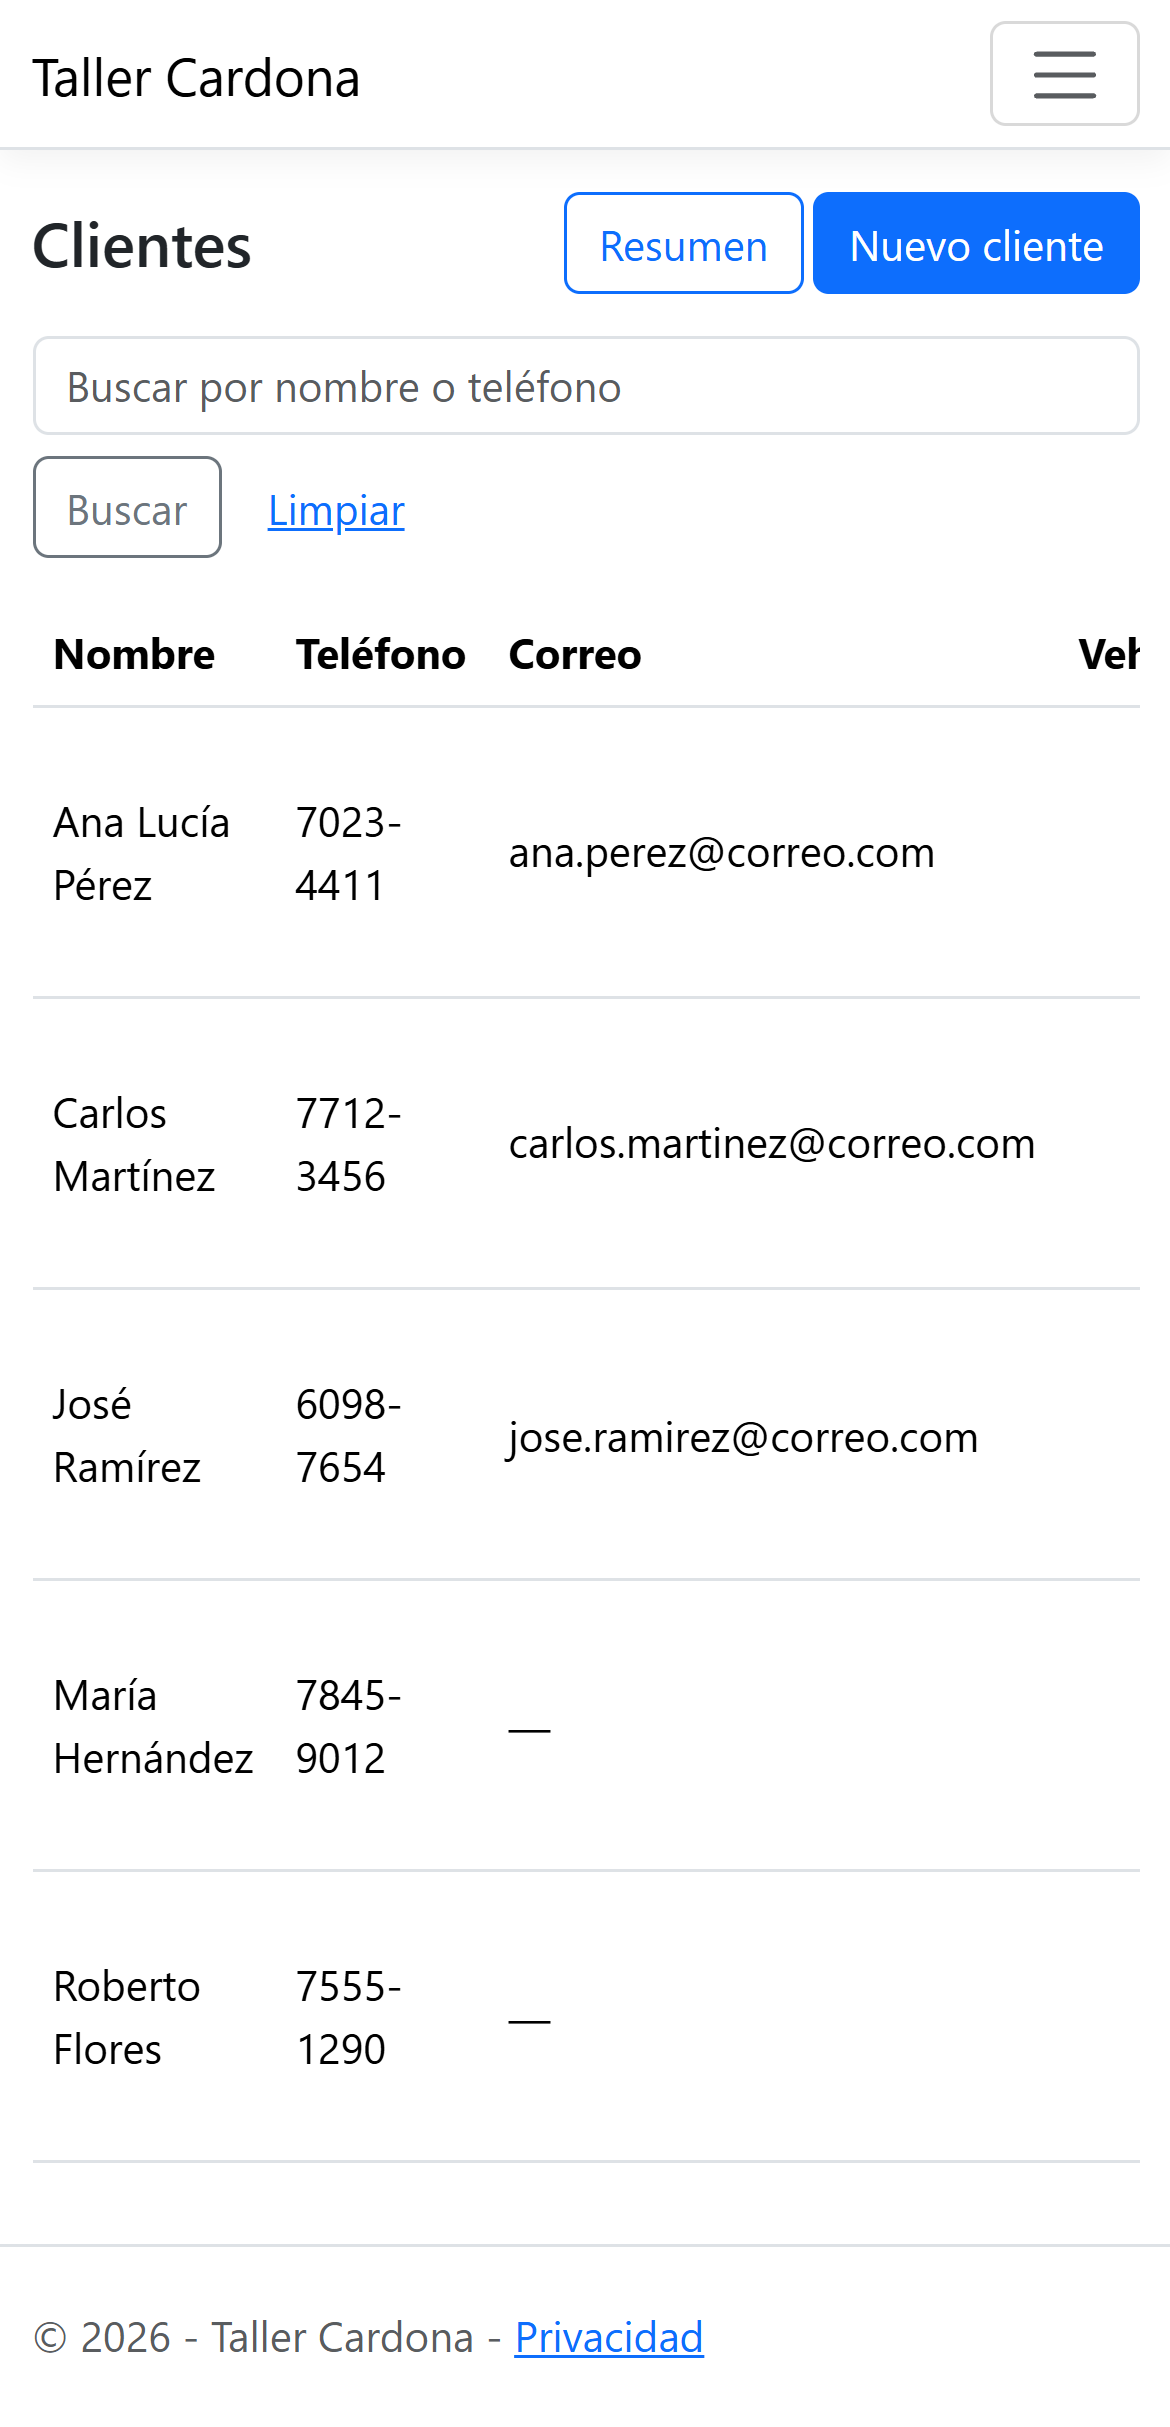 Taller Cardona
Clientes
Resumen
Nuevo cliente
Buscar por nombre o teléfono
Buscar
Limpiar
Nombre Teléfono Correo Veh
Ana Lucía
Pérez
7023-
4411
ana.perez@correo.com
Carlos
Martínez
7712-
3456
carlos.martinez@correo.com
José
Ramírez
6098-
7654
jose.ramirez@correo.com
María
Hernández
7845-
9012
—
Roberto
Flores
7555-
1290
—
© 2026 - Taller Cardona - Privacidad